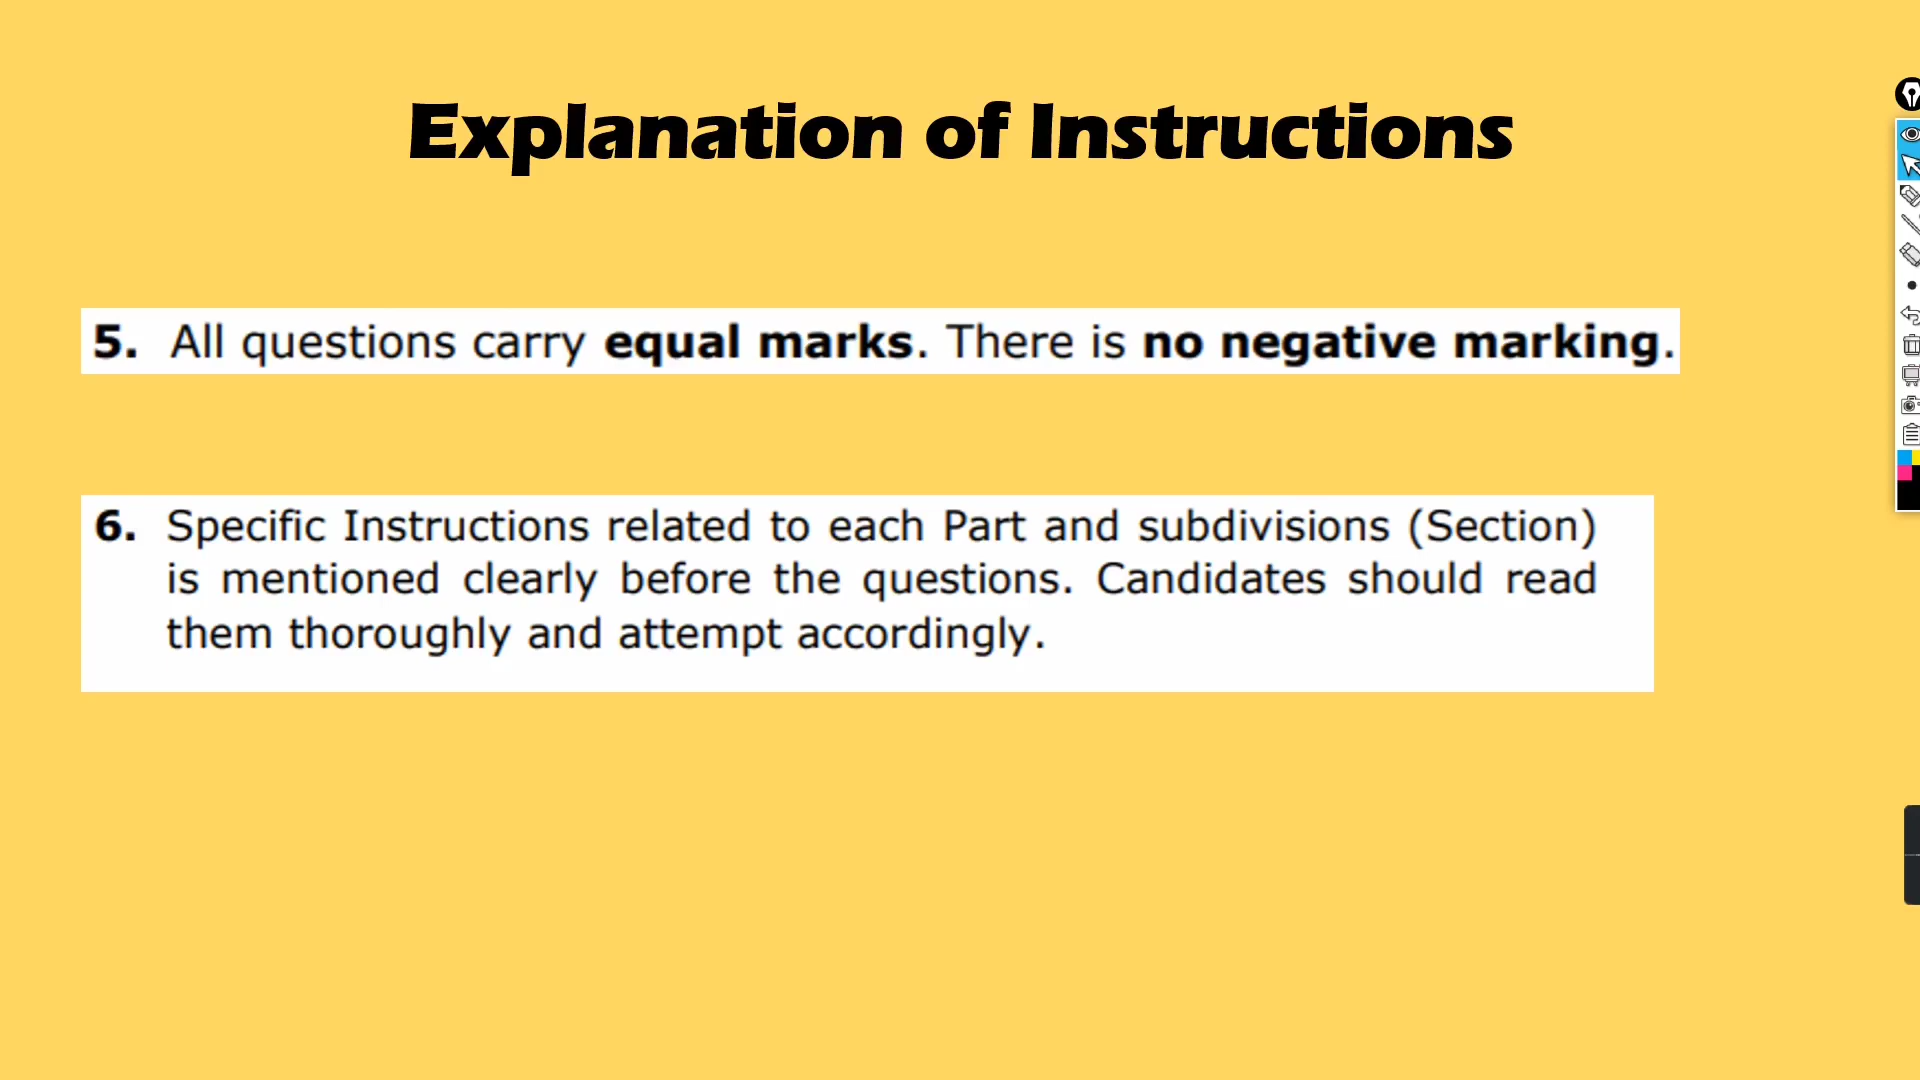 Explanation of Instructions
5. All questions carry equal marks. There is no negative marking.
6. Specific Instructions related to each Part and subdivisions (Section)
is mentioned clearly before the questions. Candidates should read
them thoroughly and attempt accordingly.